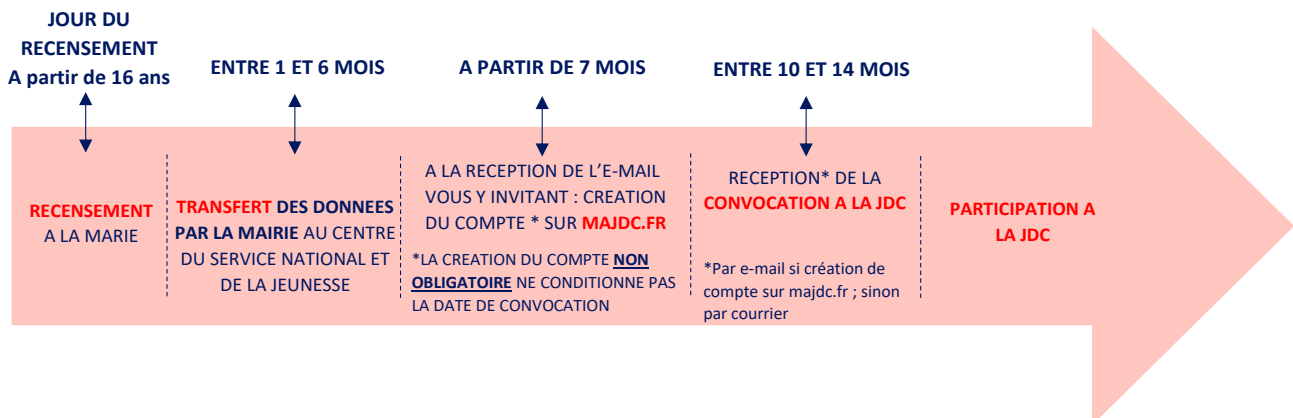 JOUR DU
RECENSEMENT
A partir de 16 ans
ENTRE 1 ET 6 MOIS
A PARTIR DE 7 MOIS
ENTRE 10 ET 14 MOIS
RECENSEMENT
A LA MARIE
TRANSFERT DES DONNEES
PAR LA MAIRIE AU CENTRE
DU SERVICE NATIONAL ET
DE LA JEUNESSE
A LA RECEPTION DE L’E-MAIL
VOUS Y INVITANT : CREATION
DU COMPTE * SUR MAJDC.FR
*LA CREATION DU COMPTE NON
OBLIGATOIRE NE CONDITIONNE PAS
LA DATE DE CONVOCATION
RECEPTION* DE LA
CONVOCATION A LA JDC
*Par e-mail si création de
compte sur majdc.fr ; sinon
par courrier
PARTICIPATION A
LA JDC